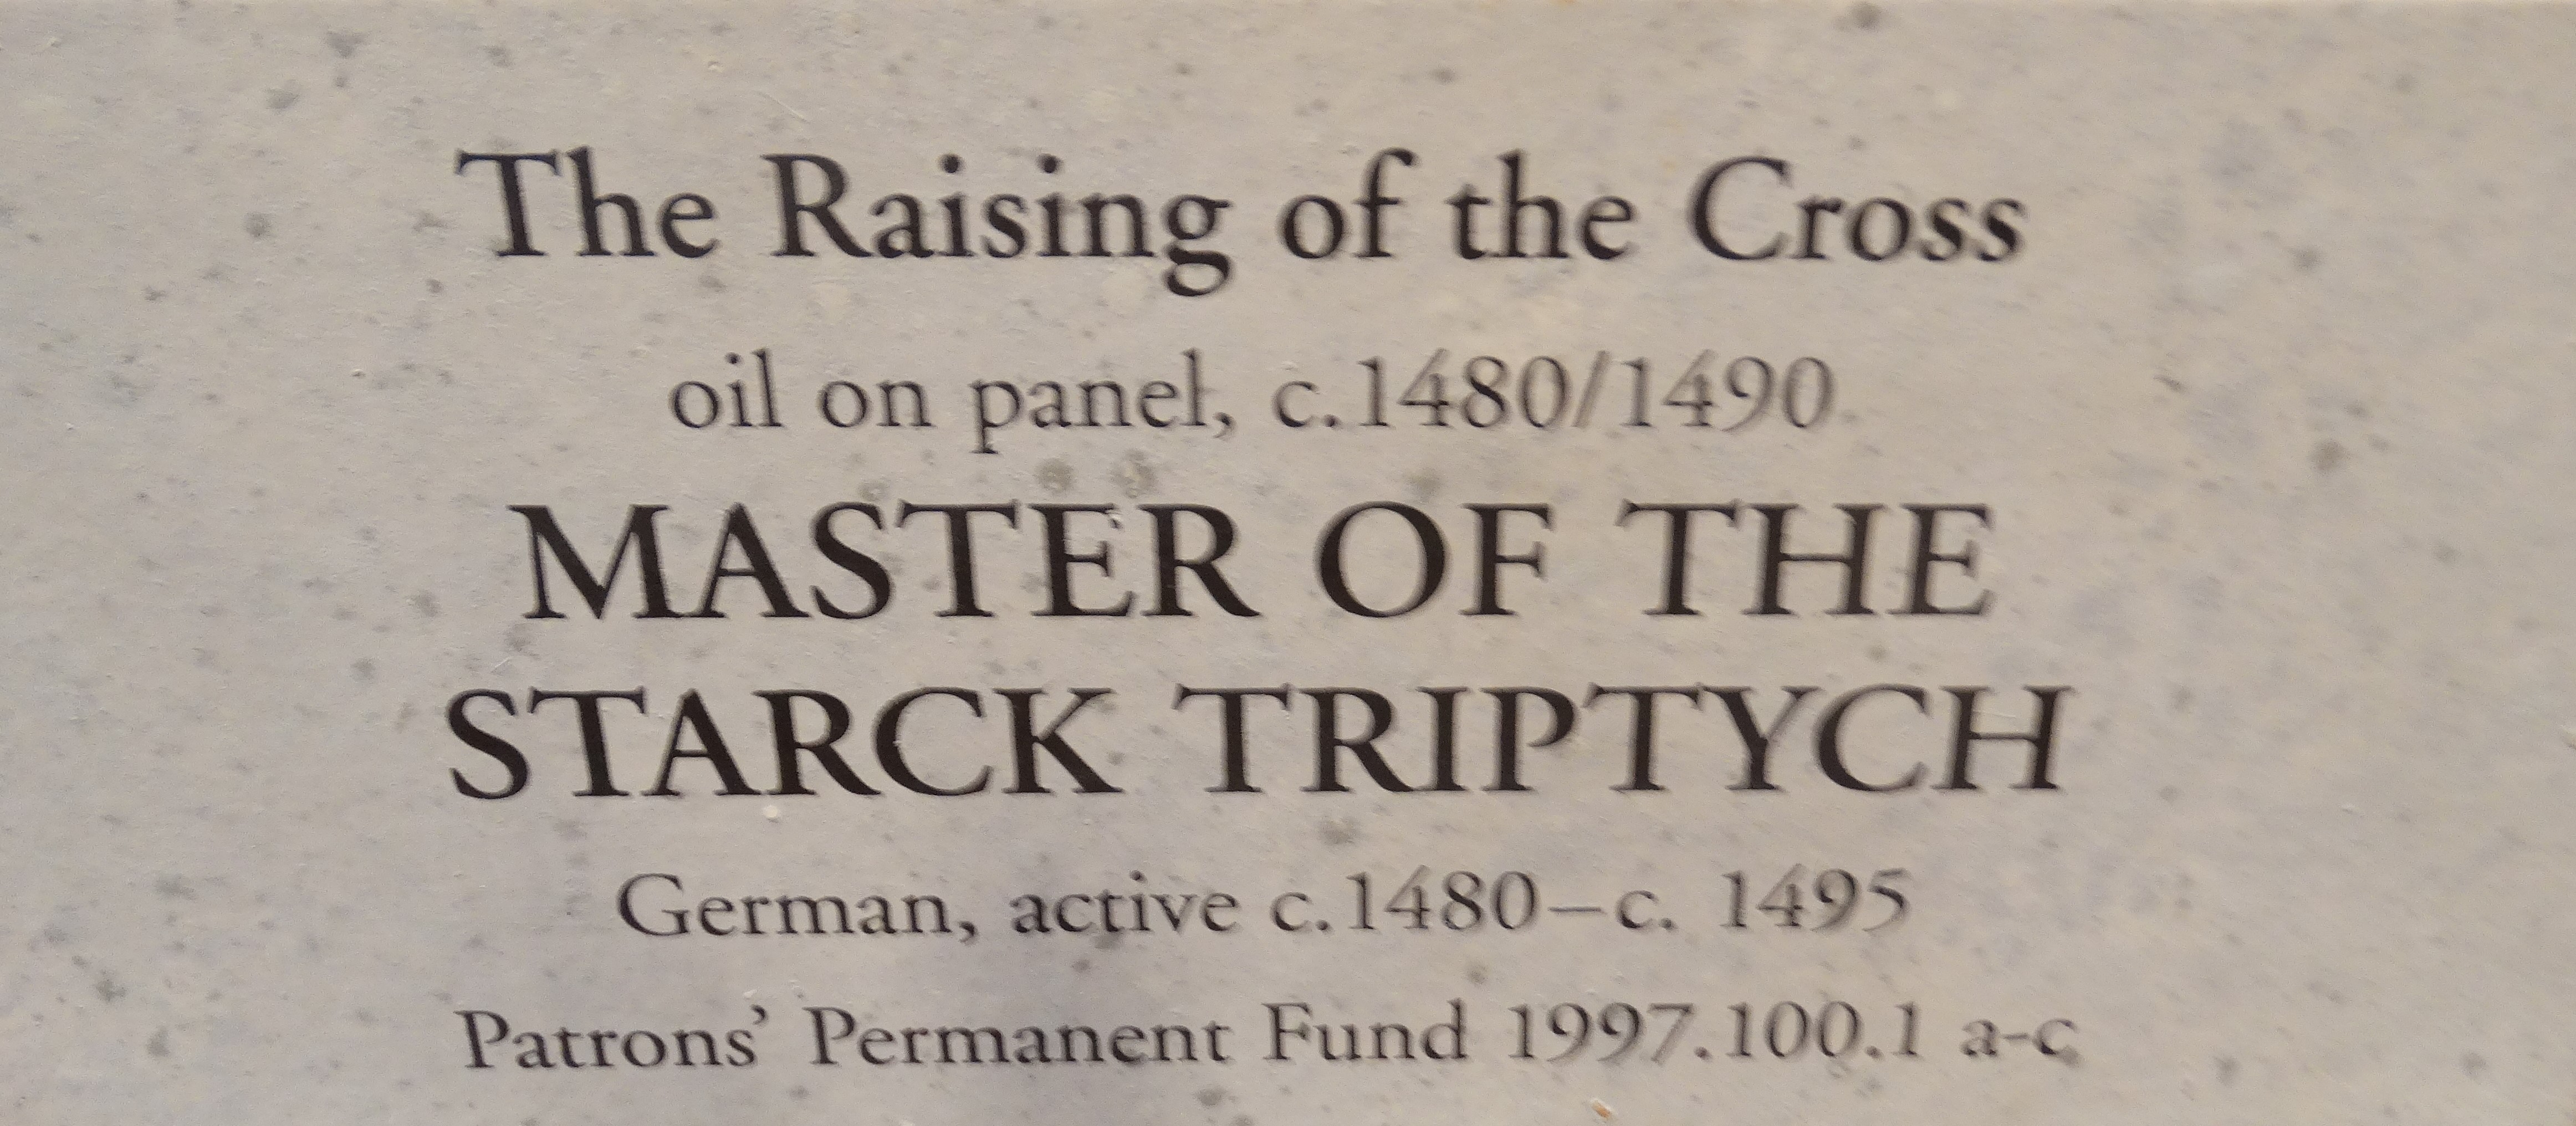 The Raising of the Cross
oil on panel, c.1480/1490
MASTER OF THE
STARCK TRIPTYCH
German, active c.1480–c. 1495
Patrons’ Permanent Fund 1997.100.1 a-c